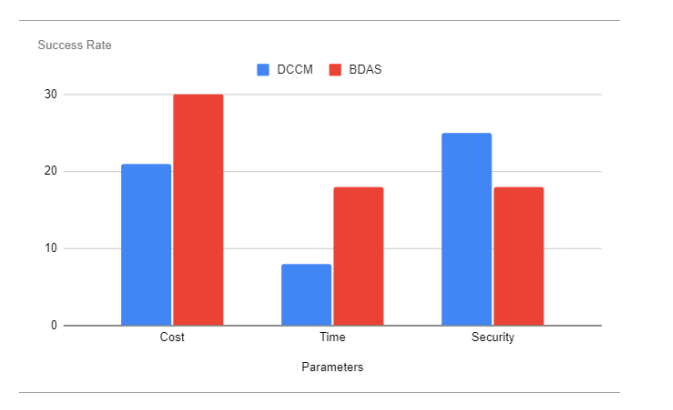 Success Rate
DCCM BDAS
30
20
10
0
Cost Time Security
Parameters